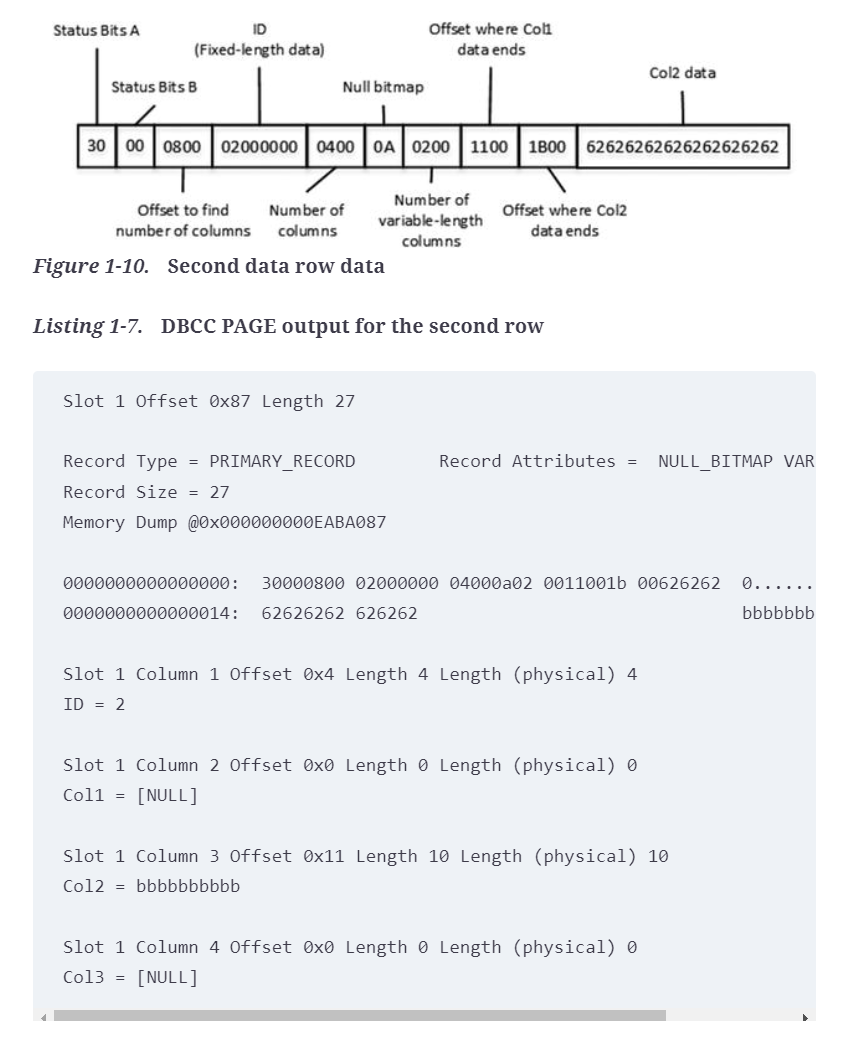 Status Bits A
ID
(Fixed-length data)
Offset where Col1
data ends
Status Bits B
Null bitmap
Col2 data
30 00 0800 02000000 0400 0A 0200 1100 1B00 62626262626262626262
Offset to find
number of columns
Number of
columns
Number of
variable-length
columns
Offset where Col2
data ends
Figure 1-10. Second data row data
Listing 1-7. DBCC PAGE output for the second row
Slot 1 Offset 0x87 Length 27
Record Type = PRIMARY_RECORD Record Attributes = NULL_BITMAP VAR
Record Size = 27
Memory Dump @0x000000000EABA087
0000000000000000: 30000800 02000000 04000a02 0011001b 00626262 0......
0000000000000014: 62626262 626262 bbbbbbb
Slot 1 Column 1 Offset 0x4 Length 4 Length (physical) 4
ID = 2
Slot 1 Column 2 Offset 0x0 Length 0 Length (physical) 0
Col1 = [NULL]
Slot 1 Column 3 Offset 0x11 Length 10 Length (physical) 10
Col2 = bbbbbbbbbb
Slot 1 Column 4 Offset 0x0 Length 0 Length (physical) 0
Col3 = [NULL]